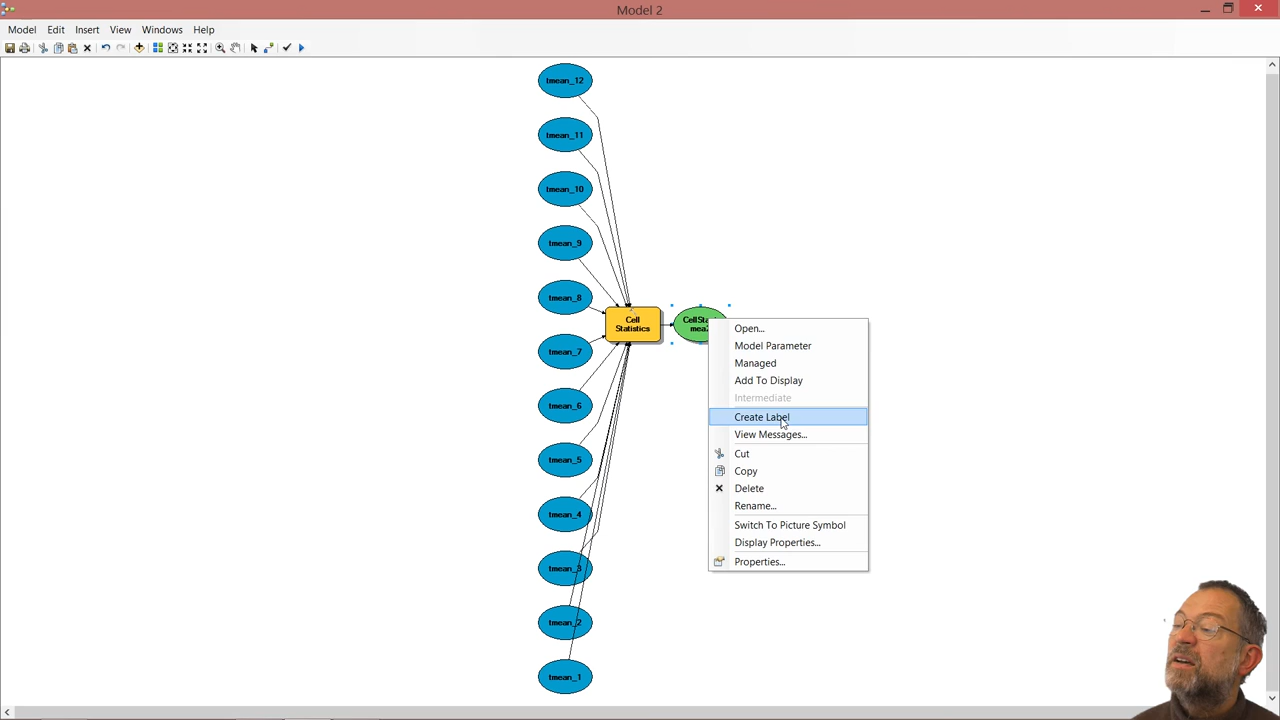 Model 2
Model Edit Insert View Windows Help
tmean_12
tmean_11
tmean_10
tmean_9
tmean_8
tmean_7
tmean_6
tmean_5
tmean_4
tmean_3
tmean_2
tmean_1
Cell
Statistics
Open...
Model Parameter
Managed
Add To Display
Intermediate
Create Label
View Messages...
Cut
Copy
Delete
Rename...
Switch To Picture Symbol
Display Properties...
Properties...